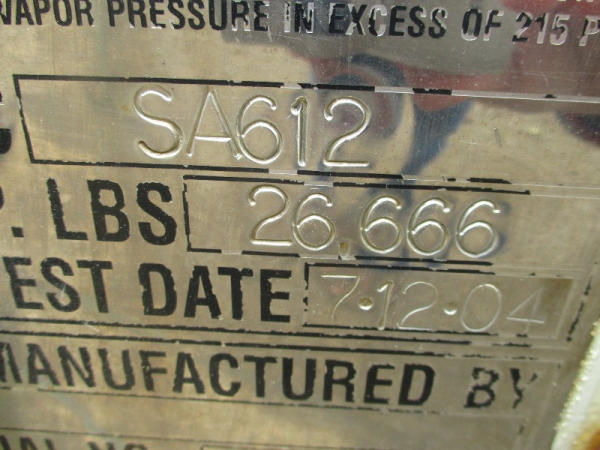 VAPOR PRESSURE IN EXCESS OF 215 P
C SA612
P. LBS 26,666
EST DATE 7·12·04
MANUFACTURED BY